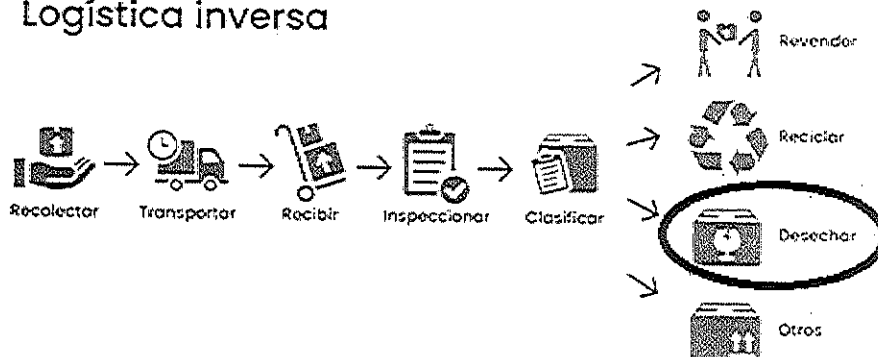 Logística inversa
Recolectar
Transportar
Recibir
Inspeccionar
Clasificar
Revender
Reciclar
Desechar
Otros